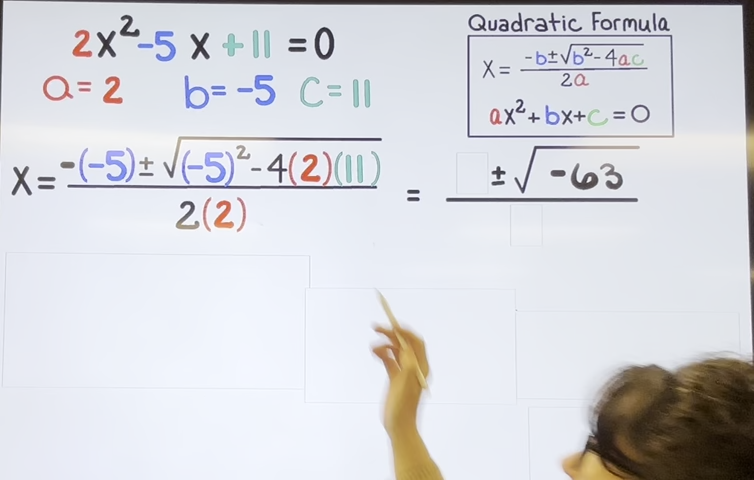 2x²-5x+11=0
a=2 b=-5 c=11
Quadratic Formula
x = (-b±√(b²-4ac))/(2a)
ax²+bx+c=0
x = (-(-5)±√((-5)²-4(2)(11)))/(2(2)) = ±√(-63)